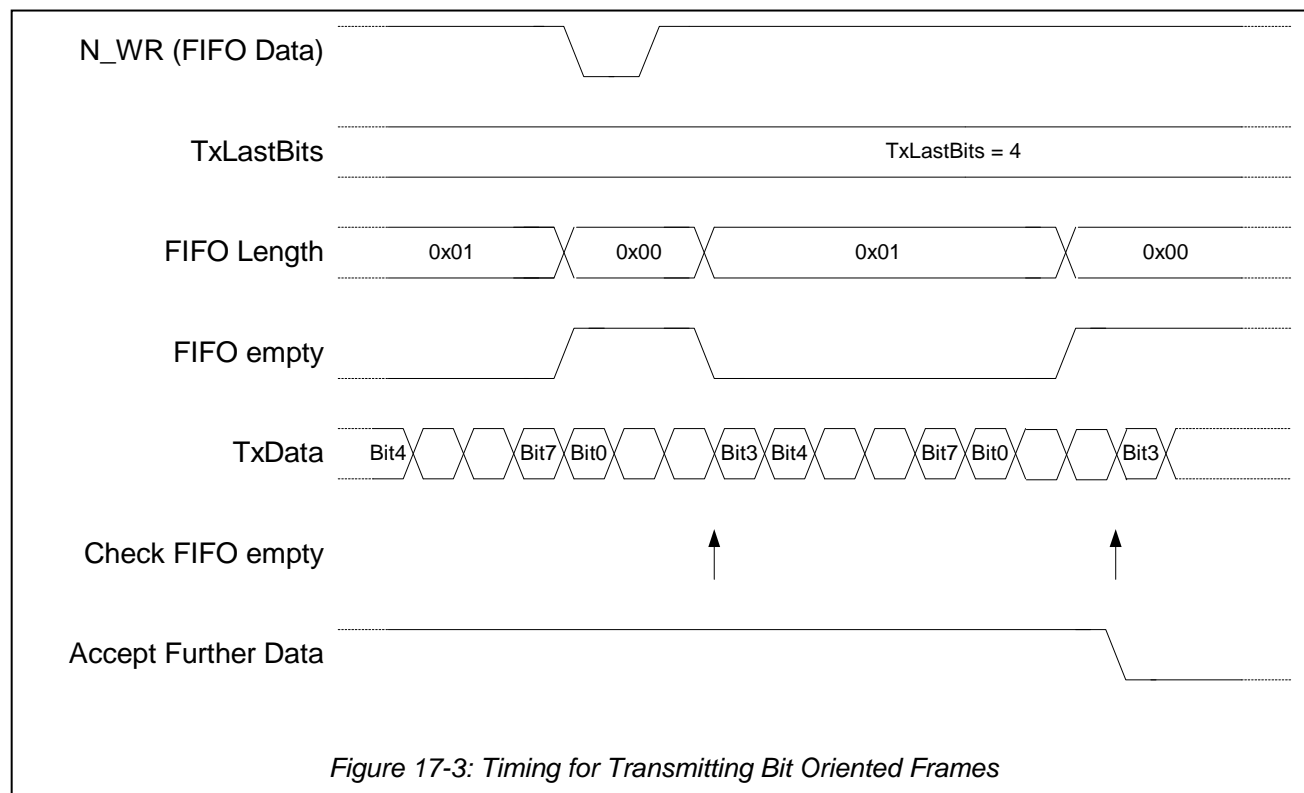 N_WR (FIFO Data)
TxLastBits
TxLastBits = 4
FIFO Length
0x01
0x00
0x01
0x00
FIFO empty
TxData
Bit4
Bit7
Bit0
Bit3
Bit4
Bit7
Bit0
Bit3
Check FIFO empty
Accept Further Data
Figure 17-3: Timing for Transmitting Bit Oriented Frames